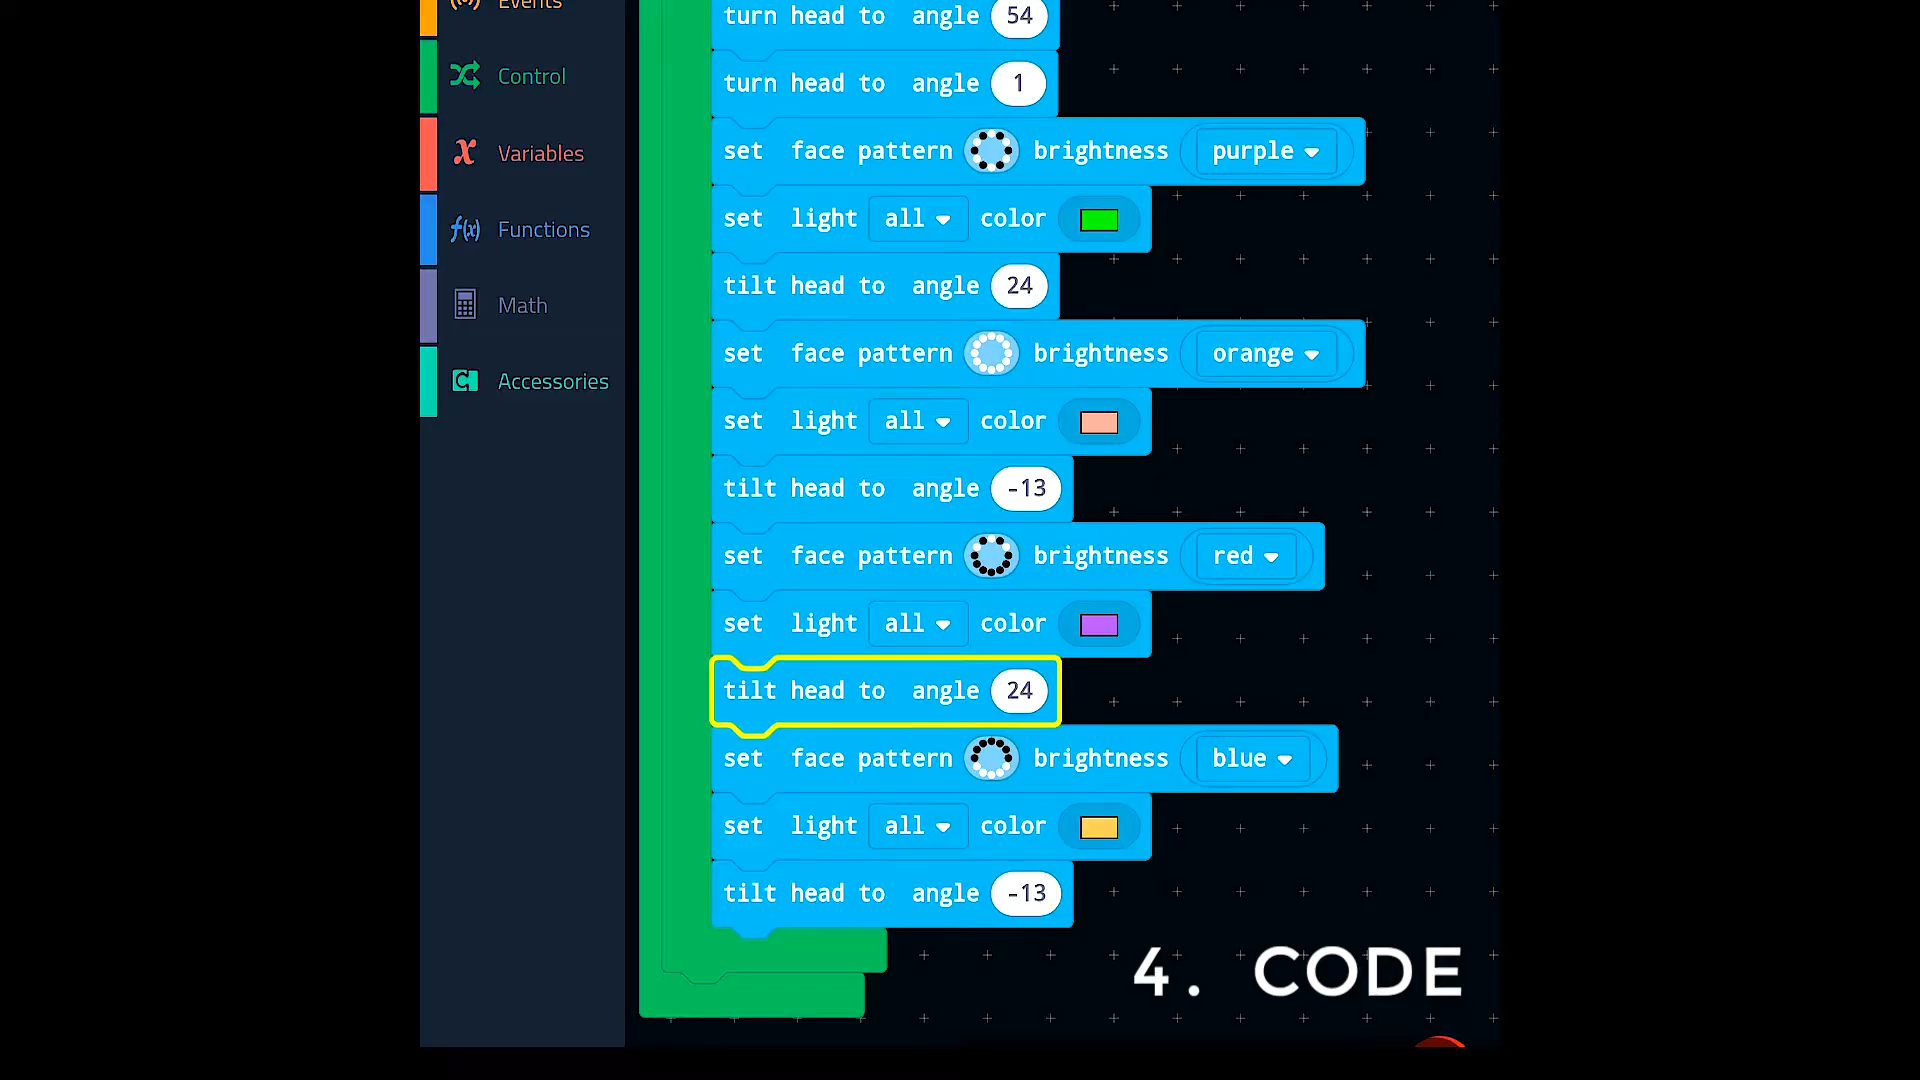 Events
Control
Variables
Functions
Math
Accessories
turn head to angle 54
turn head to angle 1
set face pattern brightness purple
set light all color
tilt head to angle 24
set face pattern brightness orange
set light all color
tilt head to angle -13
set face pattern brightness red
set light all color
tilt head to angle 24
set face pattern brightness blue
set light all color
tilt head to angle -13
4. CODE